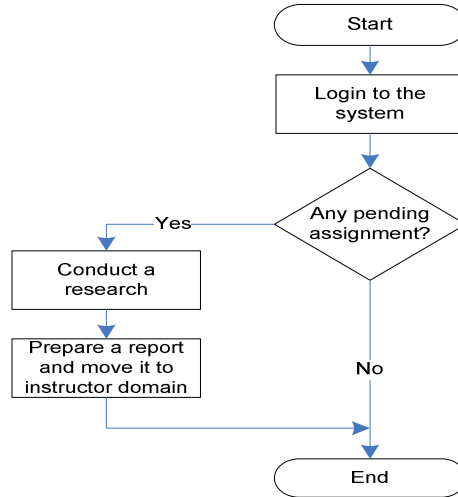 Start
Login to the
system
Any pending
assignment?
Yes
Conduct a
research
Prepare a report
and move it to
instructor domain
No
End